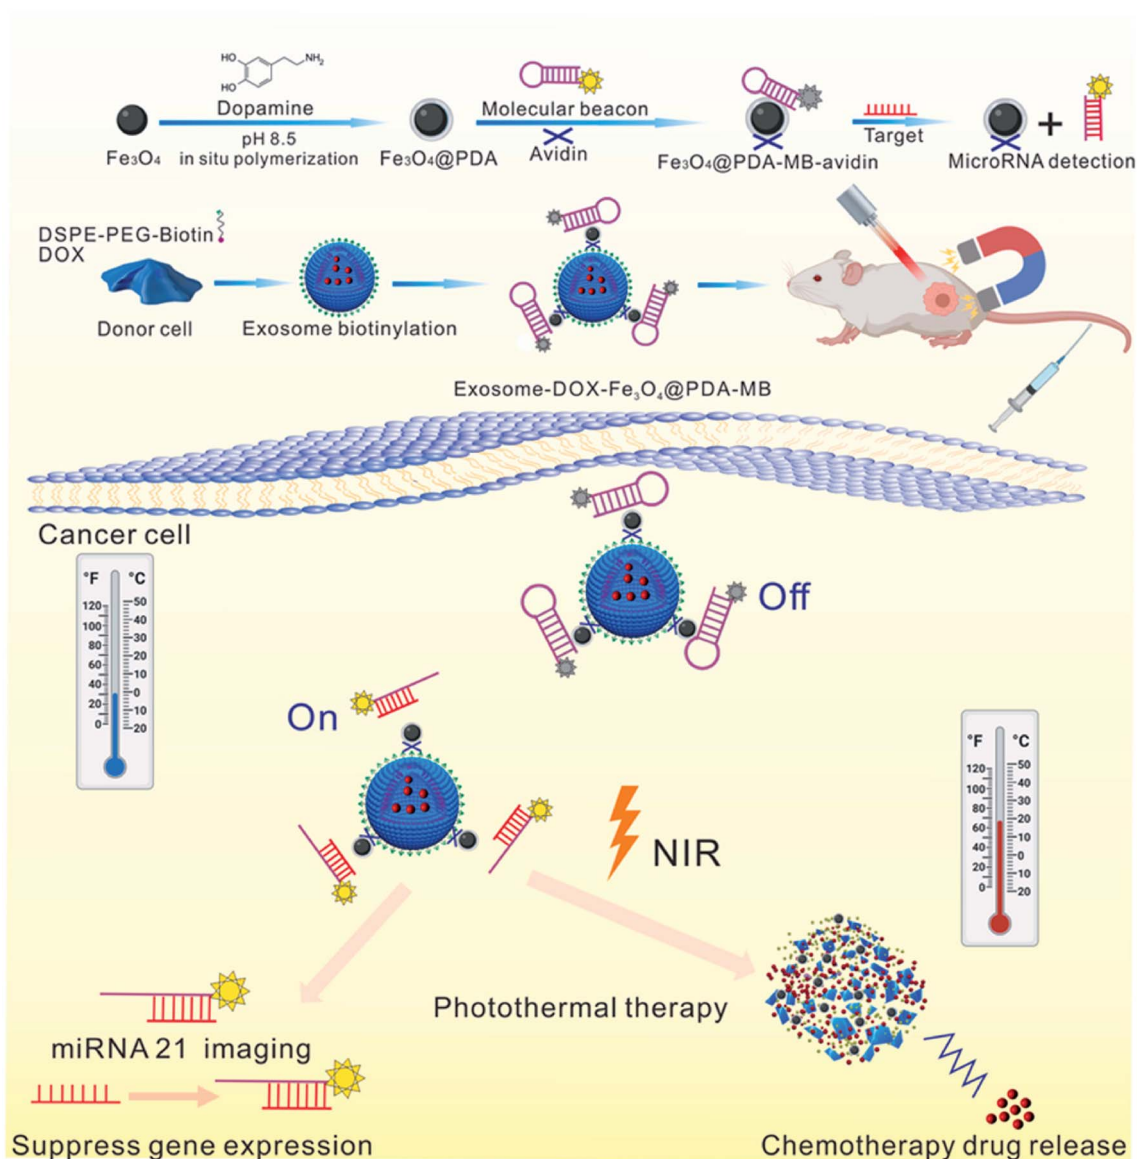 HO
NH₂
HO
Dopamine
pH 8.5
in situ polymerization
Fe₃O₄
Fe₃O₄@PDA
Molecular beacon
Avidin
Fe₃O₄@PDA-MB-avidin
Target
MicroRNA detection
+
DSPE-PEG-Biotin
DOX
Donor cell
Exosome biotinylation
Exosome-DOX-Fe₃O₄@PDA-MB
Cancer cell
°F °C
120 50
100 40
80 30
60 20
40 10
20 0
0 10
20
Off
On
NIR
°F °C
120 50
100 40
80 30
60 20
40 10
20 0
0 10
20
Photothermal therapy
miRNA 21 imaging
Suppress gene expression
Chemotherapy drug release